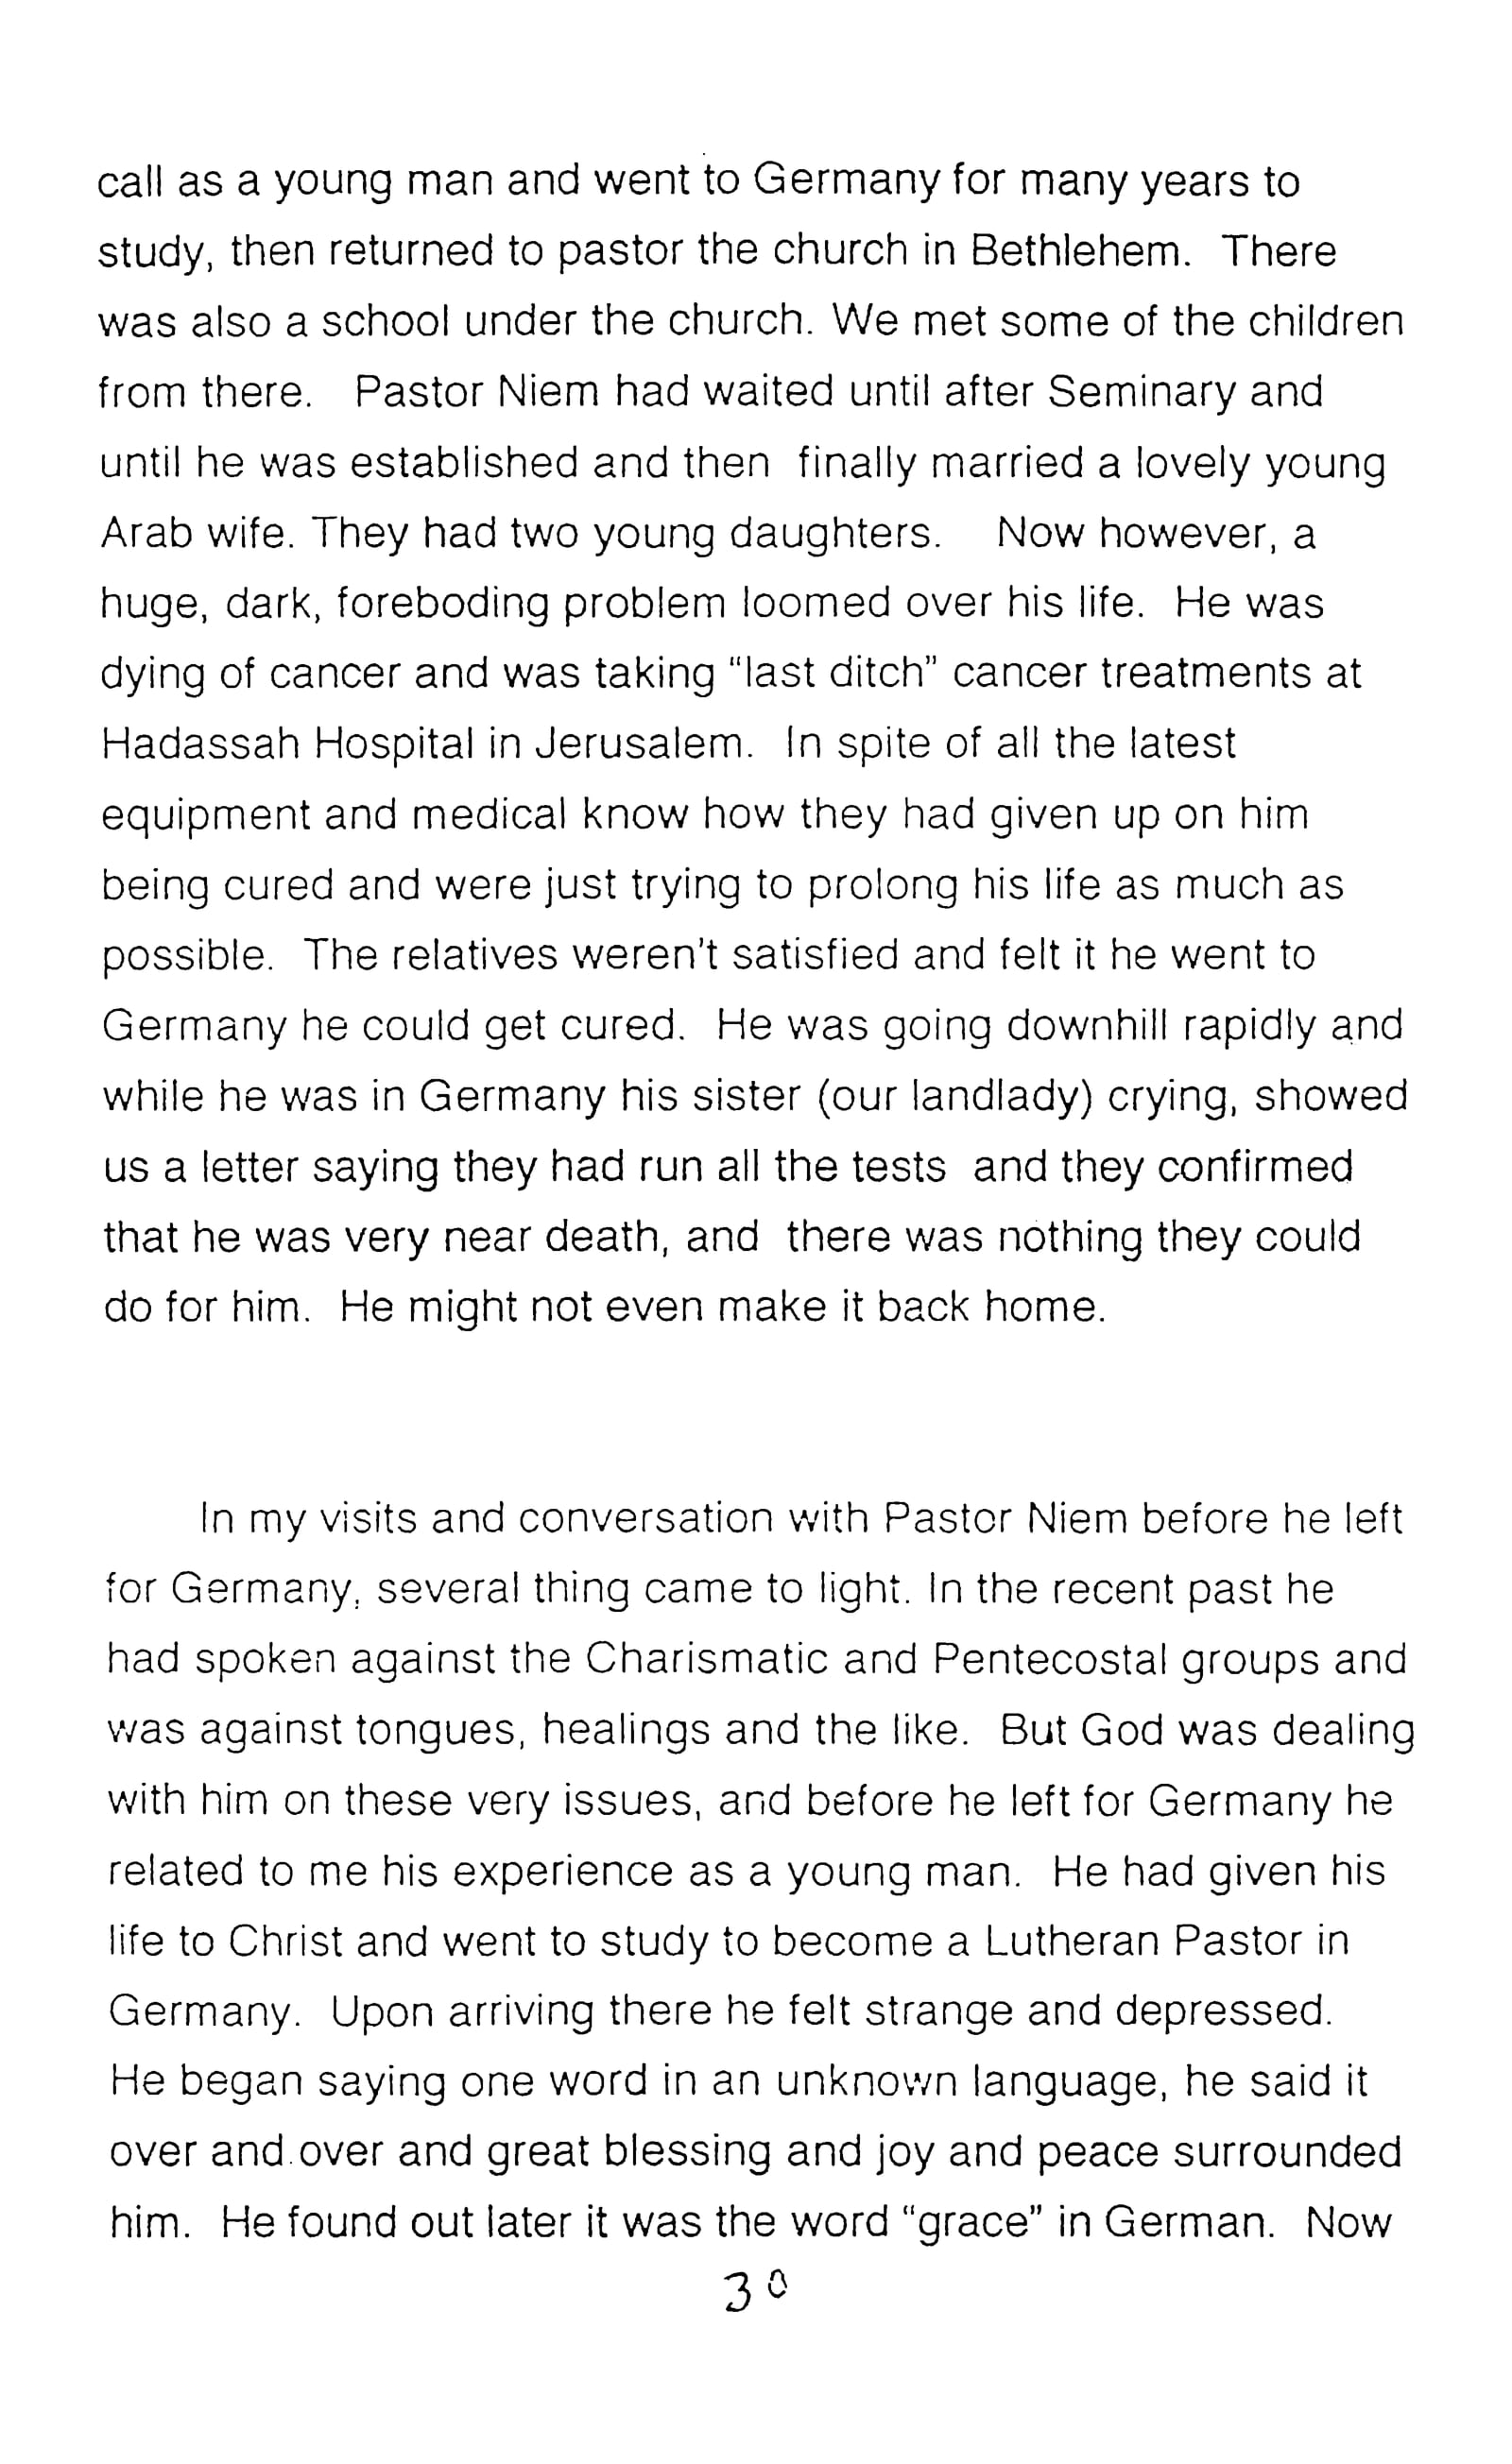 call as a young man and went to Germany for many years to
study, then returned to pastor the church in Bethlehem.  There
was also a school under the church. We met some of the children
from there.   Pastor Niem had waited until after Seminary and
until he was established and then  finally married a lovely young
Arab wife. They had two young daughters.    Now however, a
huge, dark, foreboding problem loomed over his life.  He was
dying of cancer and was taking "last ditch" cancer treatments at
Hadassah Hospital in Jerusalem.  In spite of all the latest
equipment and medical know how they had given up on him
being cured and were just trying to prolong his life as much as
possible.  The relatives weren't satisfied and felt it he went to
Germany he could get cured.  He was going downhill rapidly and
while he was in Germany his sister (our landlady) crying, showed
us a letter saying they had run all the tests  and they confirmed
that he was very near death, and  there was nothing they could
do for him.  He might not even make it back home.
In my visits and conversation with Pastor Niem before he left
for Germany, several thing came to light. In the recent past he
had spoken against the Charismatic and Pentecostal groups and
was against tongues, healings and the like.  But God was dealing
with him on these very issues, and before he left for Germany he
related to me his experience as a young man.  He had given his
life to Christ and went to study to become a Lutheran Pastor in
Germany.  Upon arriving there he felt strange and depressed.
He began saying one word in an unknown language, he said it
over and over and great blessing and joy and peace surrounded
him.  He found out later it was the word "grace" in German.  Now
30